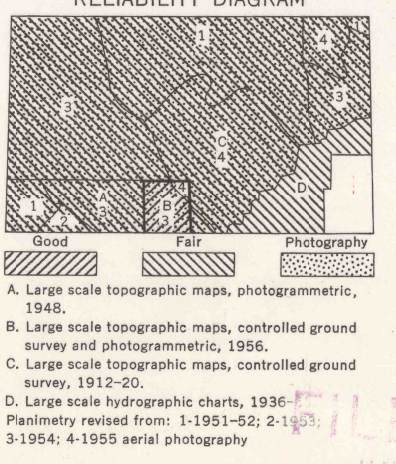 RELIABILITY DIAGRAM
1
4
1
3
3
C
4
D
1
2
A
3
4
B
3
Good Fair Photography
A. Large scale topographic maps, photogrammetric,
1948.
B. Large scale topographic maps, controlled ground
survey and photogrammetric, 1956.
C. Large scale topographic maps, controlled ground
survey, 1912-20.
D. Large scale hydrographic charts, 1936-
Planimetry revised from: 1-1951-52; 2-1953;
3-1954; 4-1955 aerial photography